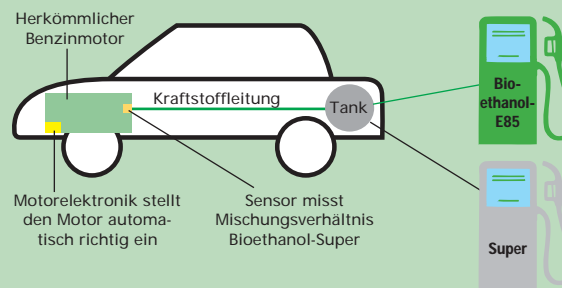 Herkömmlicher
Benzinmotor
Kraftstoffleitung
Tank
Bio-
ethanol-
E85
Motorelektronik stellt
den Motor automa-
tisch richtig ein
Sensor misst
Mischungsverhältnis
Bioethanol-Super
Super